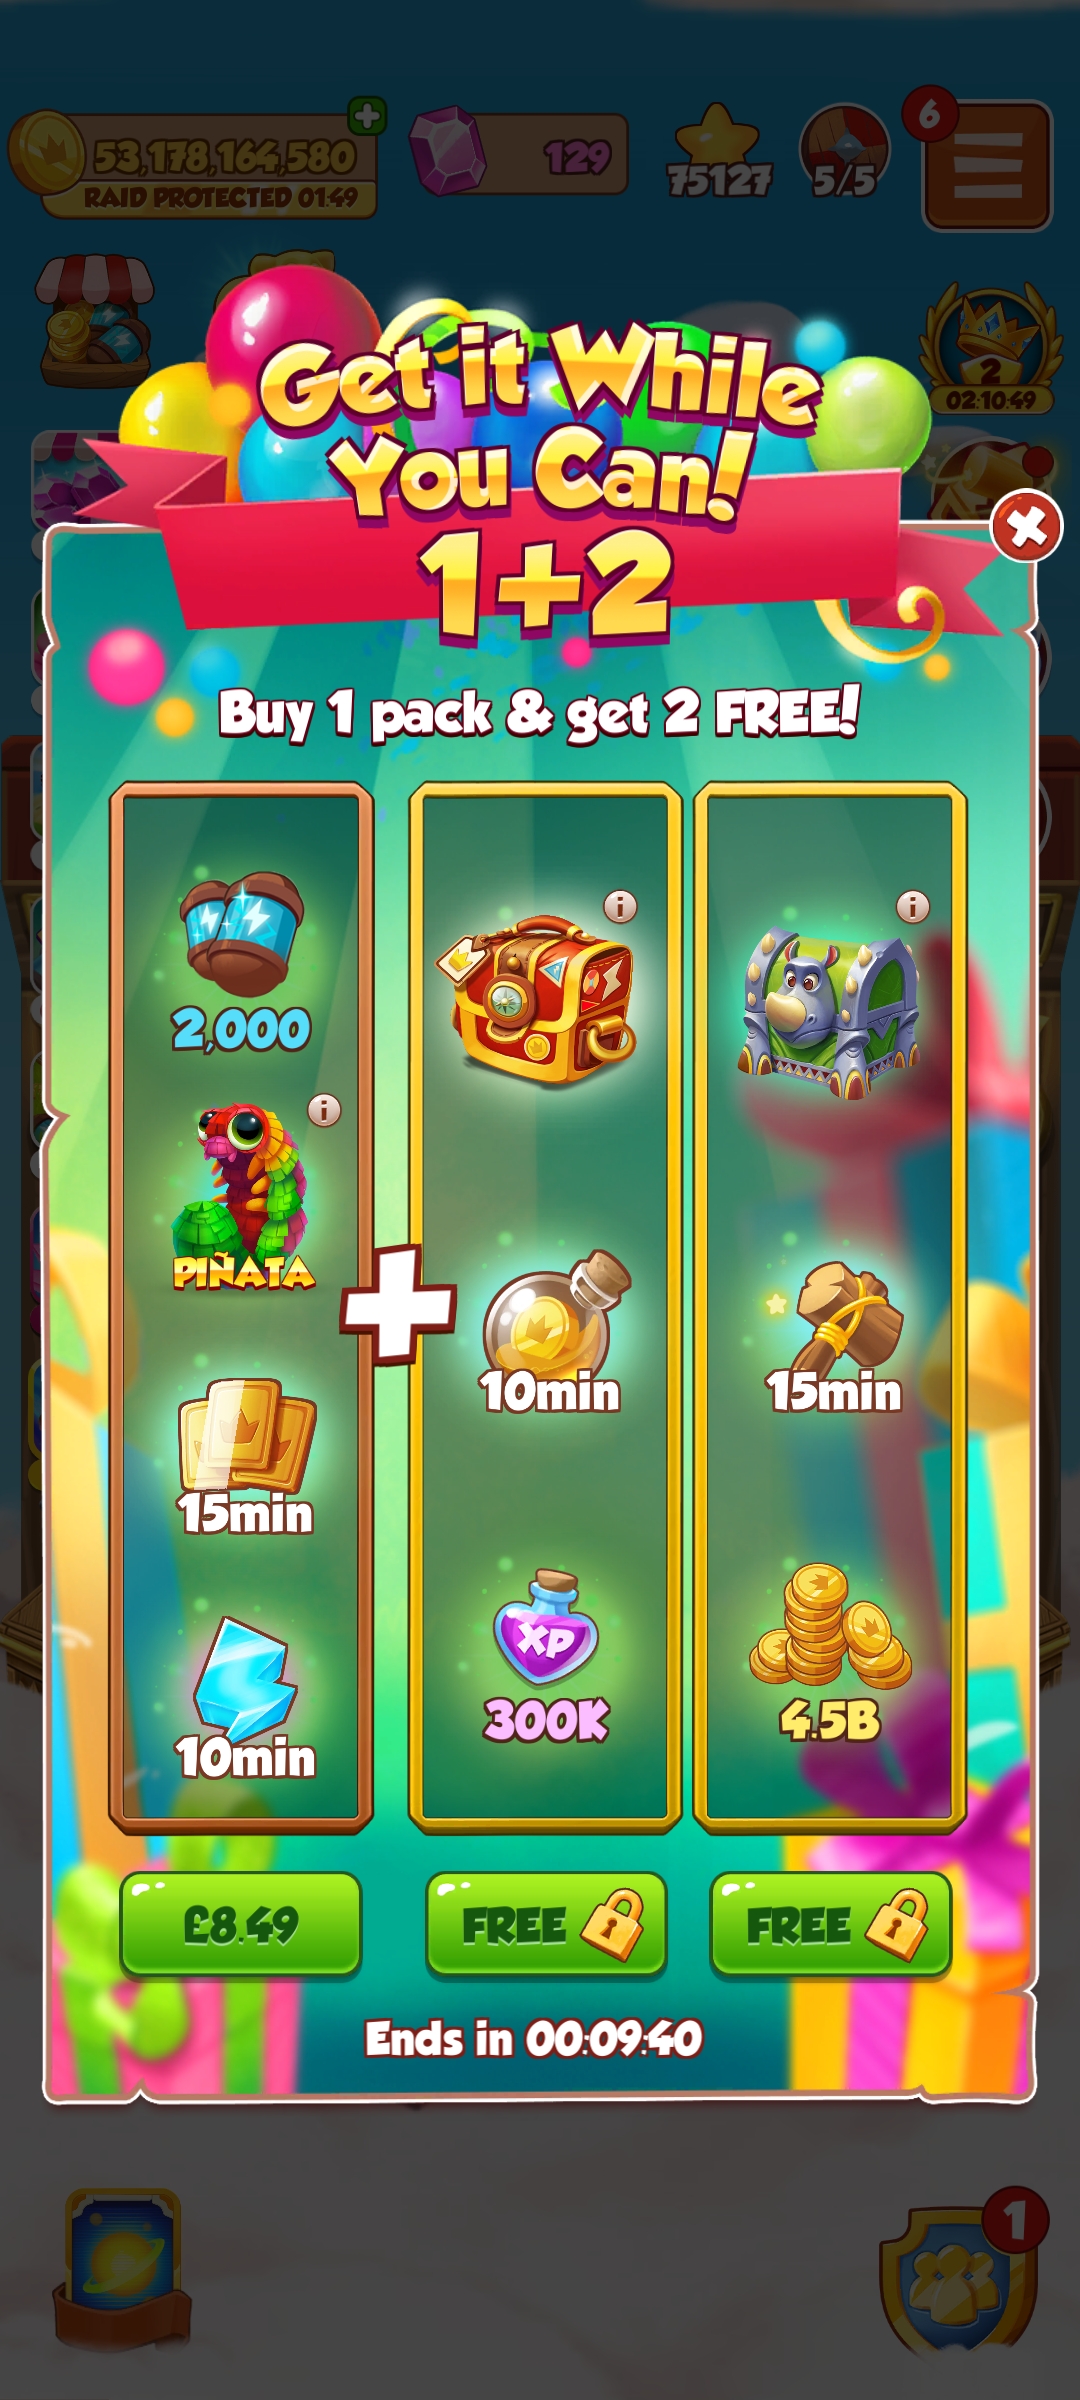 53,178,164,580
RAID PROTECTED 01:49
129
75127
5/5
6
2
02:10:49
Get it While
You Can!
1+2
Buy 1 pack & get 2 FREE!
2,000
PIÑATA
15min
10min
10min
XP
300K
15min
4.5B
£8.49
FREE
FREE
Ends in 00:09:40
1